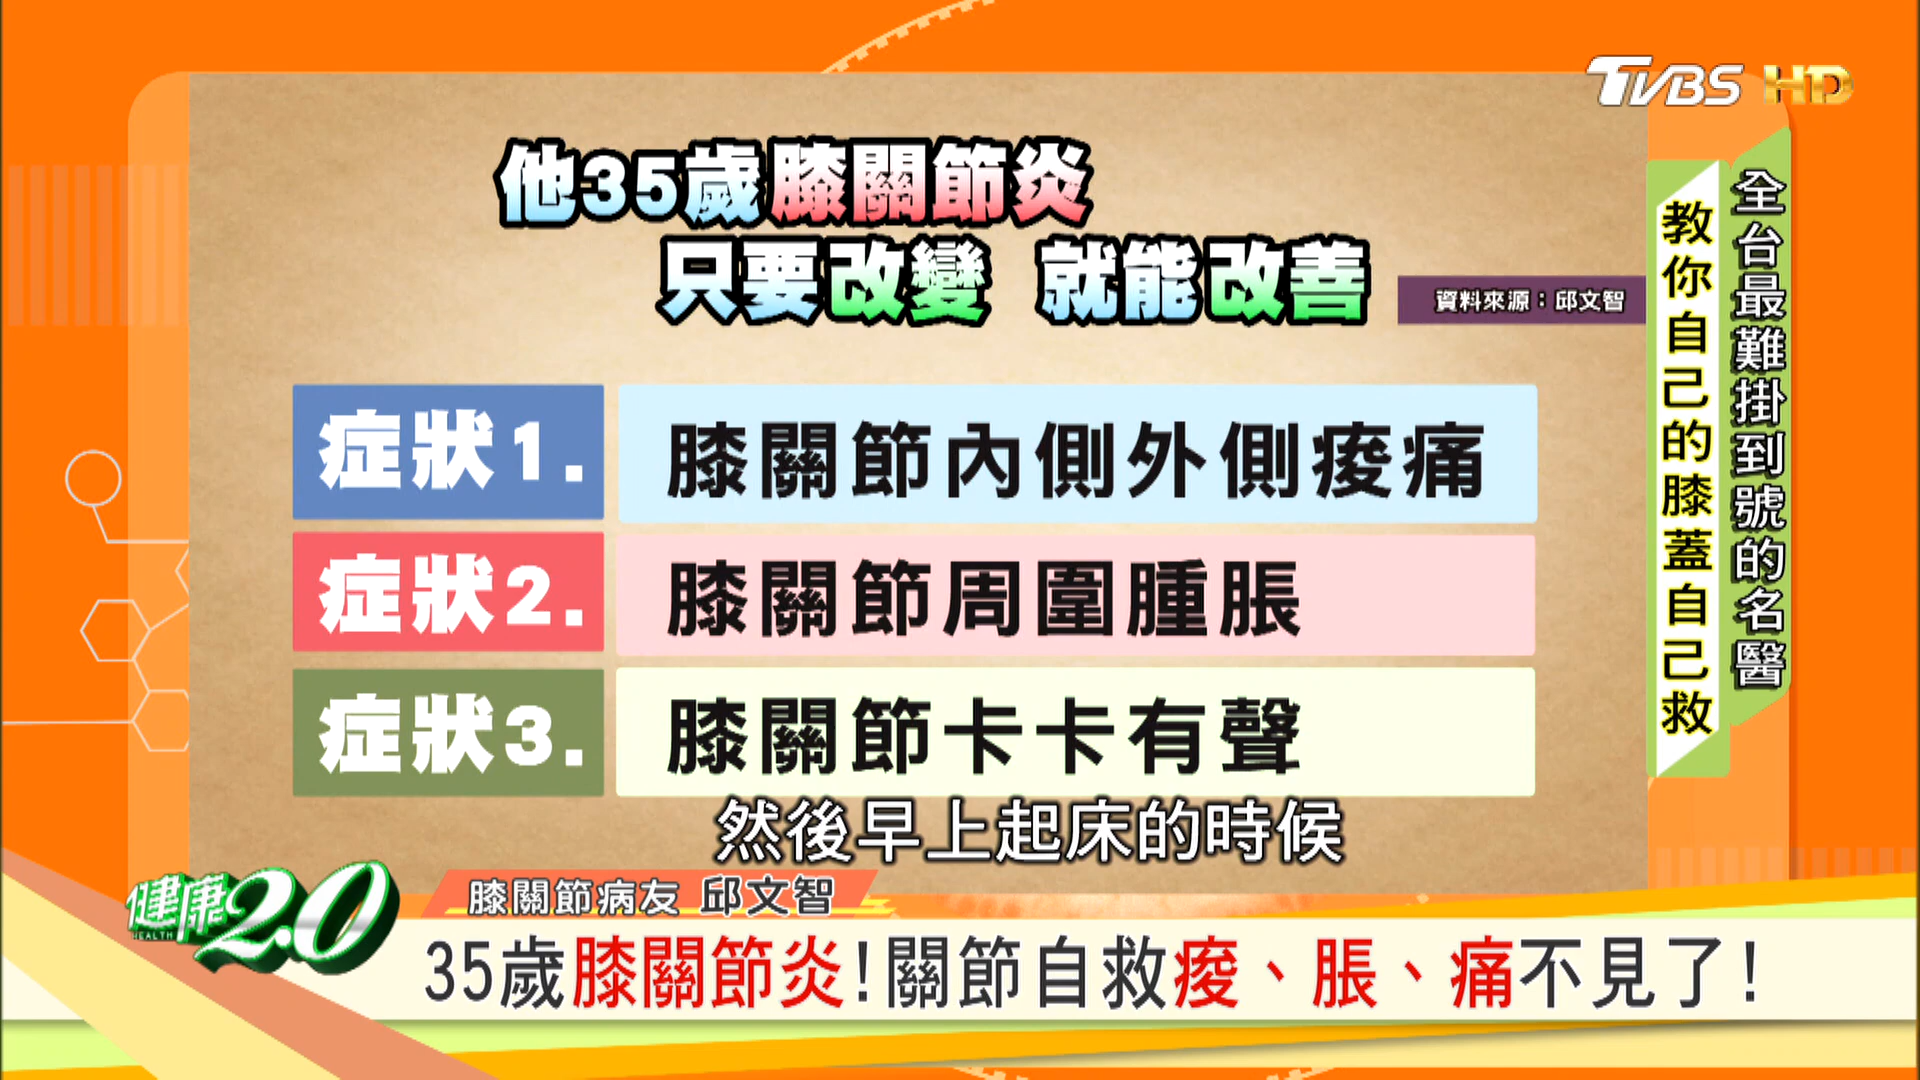 TVBS HD
他35歲膝關節炎
只要改變 就能改善
資料來源：邱文智
全台最難掛到號的名醫
教你自己的膝蓋自己救
症狀1.
膝關節內側外側痠痛
症狀2.
膝關節周圍腫脹
症狀3.
膝關節卡卡有聲
然後早上起床的時候
健康2.0
HEALTH
膝關節病友 邱文智
35歲膝關節炎!關節自救痠、脹、痛不見了!